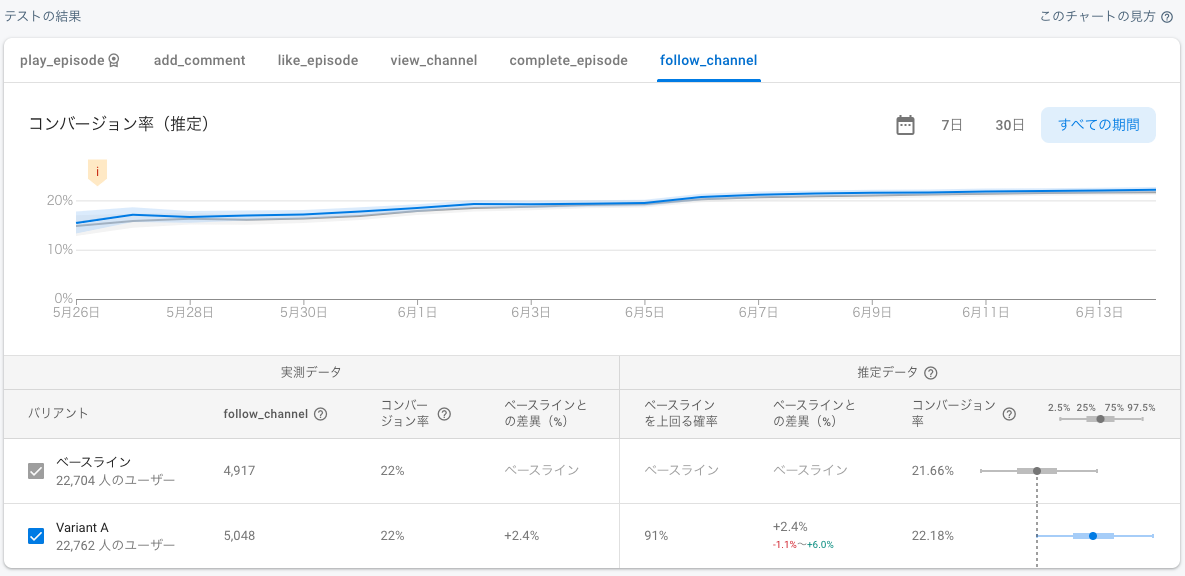 テストの結果
このチャートの見方
play_episode add_comment like_episode view_channel complete_episode follow_channel
コンバージョン率（推定）
7日 30日 すべての期間
i
20%
10%
0%
5月26日 5月28日 5月30日 6月1日 6月3日 6月5日 6月7日 6月9日 6月11日 6月13日
実測データ 推定データ
バリアント
follow_channel
コンバー
ジョン率
ベースラインと
の差異（%）
ベースライン
を上回る確率
ベースラインと
の差異（%）
コンバージョン
率
2.5% 25% 75% 97.5%
ベースライン
22,704 人のユーザー
4,917 22% ベースライン ベースライン ベースライン 21.66%
Variant A
22,762 人のユーザー
5,048 22% +2.4% 91%
+2.4%
-1.1%～+6.0%
22.18%